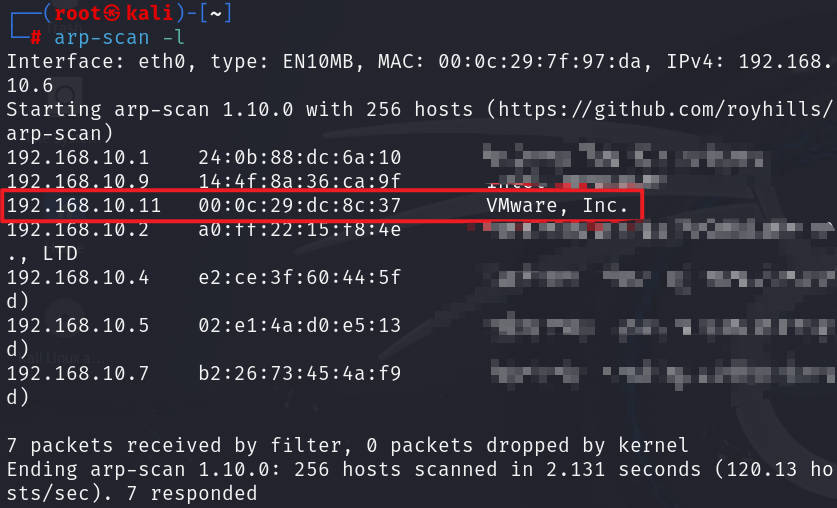 ┌──(root㉿kali)-[~]
└─# arp-scan -l
Interface: eth0, type: EN10MB, MAC: 00:0c:29:7f:97:da, IPv4: 192.168.
10.6
Starting arp-scan 1.10.0 with 256 hosts (https://github.com/royhills/
arp-scan)
192.168.10.1 24:0b:88:dc:6a:10
192.168.10.9 14:4f:8a:36:ca:9f
192.168.10.11 00:0c:29:dc:8c:37 VMware, Inc.
192.168.10.2 a0:ff:22:15:f8:4e
., LTD
192.168.10.4 e2:ce:3f:60:44:5f
d)
192.168.10.5 02:e1:4a:d0:e5:13
d)
192.168.10.7 b2:26:73:45:4a:f9
d)
7 packets received by filter, 0 packets dropped by kernel
Ending arp-scan 1.10.0: 256 hosts scanned in 2.131 seconds (120.13 ho
sts/sec). 7 responded